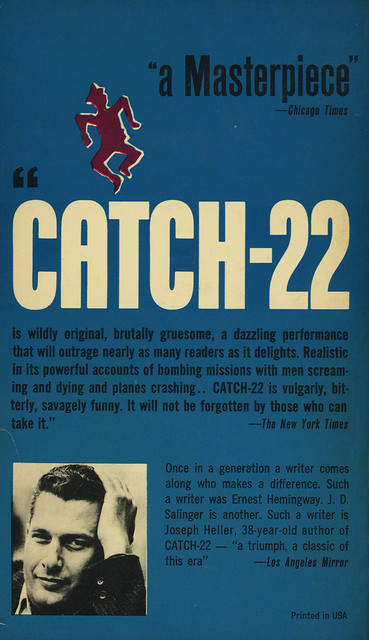 "a Masterpiece"
—Chicago Times
"
CATCH-22
is wildly original, brutally gruesome, a dazzling performance
that will outrage nearly as many readers as it delights. Realistic
in its powerful accounts of bombing missions with men scream-
ing and dying and planes crashing.. CATCH-22 is vulgarly, bit-
terly, savagely funny. It will not be forgotten by those who can
take it."
—The New York Times
Once in a generation a writer comes
along who makes a difference. Such
a writer was Ernest Hemingway. J. D.
Salinger is another. Such a writer is
Joseph Heller, 38-year-old author of
CATCH-22 — "a triumph, a classic of
this era" —Los Angeles Mirror
Printed in USA